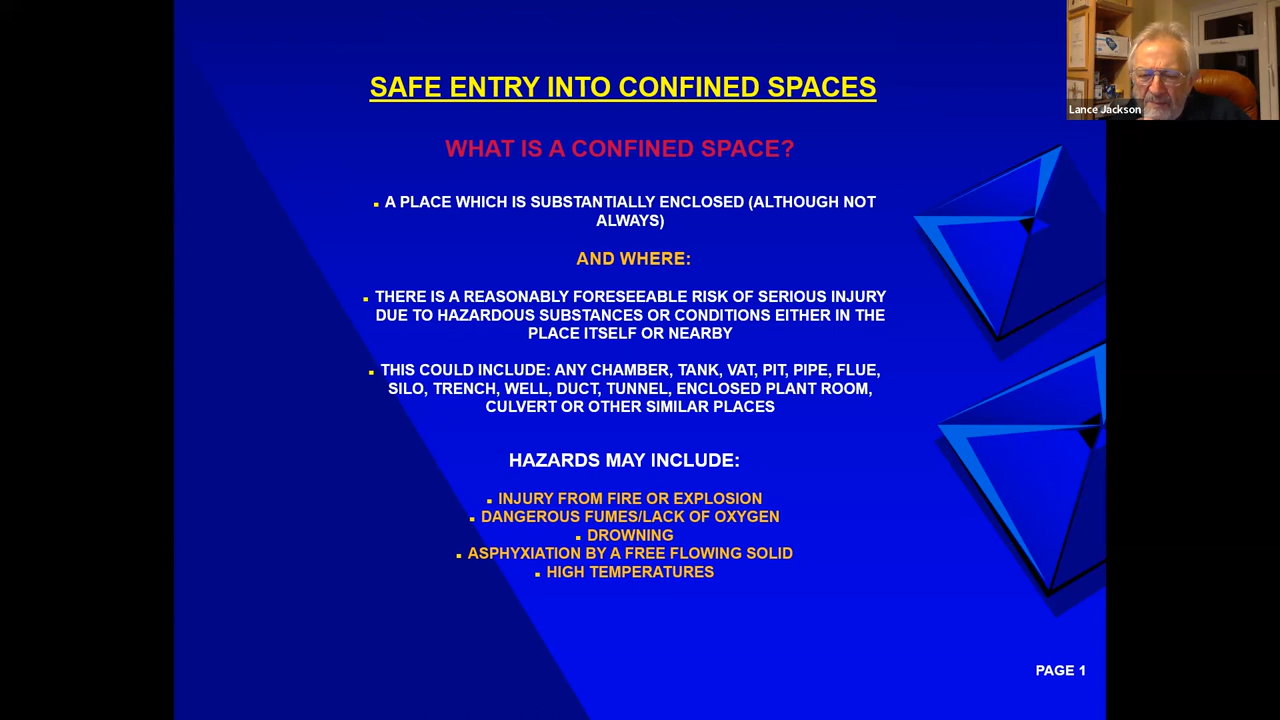 SAFE ENTRY INTO CONFINED SPACES
Lance Jackson
WHAT IS A CONFINED SPACE?
▪ A PLACE WHICH IS SUBSTANTIALLY ENCLOSED (ALTHOUGH NOT
ALWAYS)
AND WHERE:
▪ THERE IS A REASONABLY FORESEEABLE RISK OF SERIOUS INJURY
DUE TO HAZARDOUS SUBSTANCES OR CONDITIONS EITHER IN THE
PLACE ITSELF OR NEARBY
▪ THIS COULD INCLUDE: ANY CHAMBER, TANK, VAT, PIT, PIPE, FLUE,
SILO, TRENCH, WELL, DUCT, TUNNEL, ENCLOSED PLANT ROOM,
CULVERT OR OTHER SIMILAR PLACES
HAZARDS MAY INCLUDE:
▪ INJURY FROM FIRE OR EXPLOSION
▪ DANGEROUS FUMES/LACK OF OXYGEN
▪ DROWNING
▪ ASPHYXIATION BY A FREE FLOWING SOLID
▪ HIGH TEMPERATURES
PAGE 1